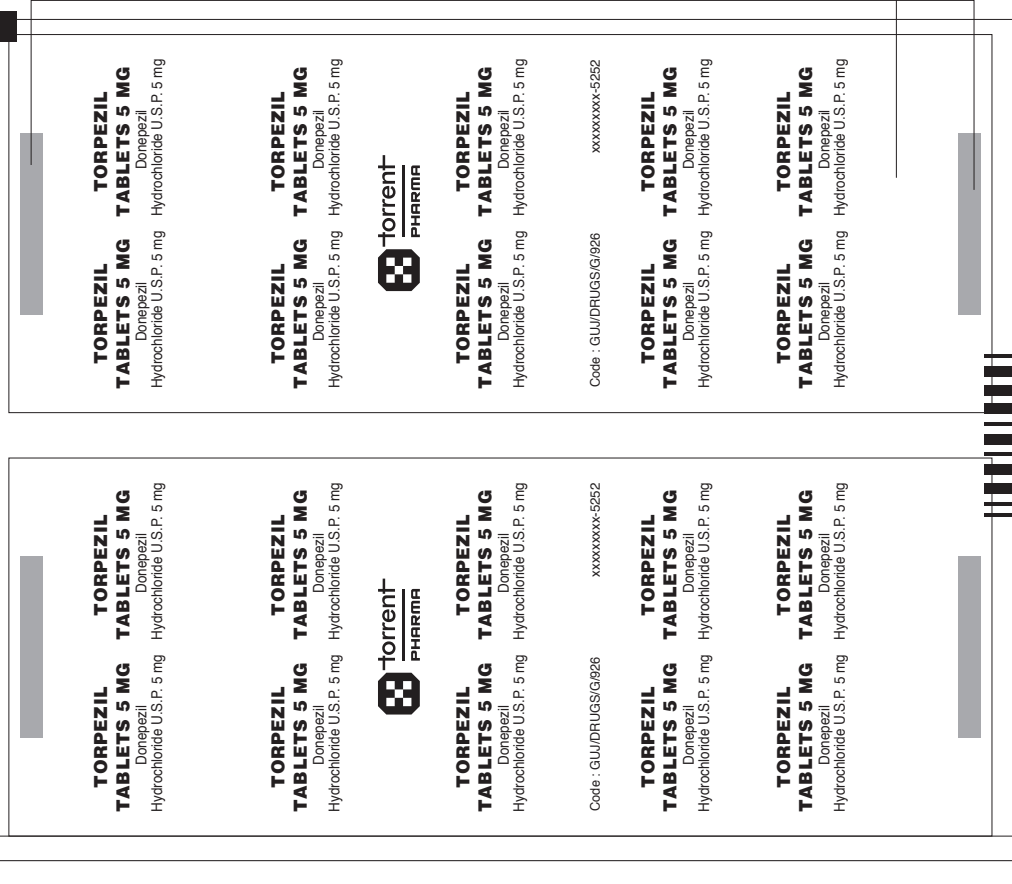 TORPEZIL
TABLETS 5 MG
Donepezil
Hydrochloride U.S.P. 5 mg
TORPEZIL
TABLETS 5 MG
Donepezil
Hydrochloride U.S.P. 5 mg
TORPEZIL
TABLETS 5 MG
Donepezil
Hydrochloride U.S.P. 5 mg
TORPEZIL
TABLETS 5 MG
Donepezil
Hydrochloride U.S.P. 5 mg
torrent
PHARMA
TORPEZIL
TABLETS 5 MG
Donepezil
Hydrochloride U.S.P. 5 mg
TORPEZIL
TABLETS 5 MG
Donepezil
Hydrochloride U.S.P. 5 mg
Code : GUJ/DRUGS/G/926 xxxxxxxxx-5252
TORPEZIL
TABLETS 5 MG
Donepezil
Hydrochloride U.S.P. 5 mg
TORPEZIL
TABLETS 5 MG
Donepezil
Hydrochloride U.S.P. 5 mg
TORPEZIL
TABLETS 5 MG
Donepezil
Hydrochloride U.S.P. 5 mg
TORPEZIL
TABLETS 5 MG
Donepezil
Hydrochloride U.S.P. 5 mg
TORPEZIL
TABLETS 5 MG
Donepezil
Hydrochloride U.S.P. 5 mg
TORPEZIL
TABLETS 5 MG
Donepezil
Hydrochloride U.S.P. 5 mg
TORPEZIL
TABLETS 5 MG
Donepezil
Hydrochloride U.S.P. 5 mg
TORPEZIL
TABLETS 5 MG
Donepezil
Hydrochloride U.S.P. 5 mg
torrent
PHARMA
TORPEZIL
TABLETS 5 MG
Donepezil
Hydrochloride U.S.P. 5 mg
TORPEZIL
TABLETS 5 MG
Donepezil
Hydrochloride U.S.P. 5 mg
Code : GUJ/DRUGS/G/926 xxxxxxxxx-5252
TORPEZIL
TABLETS 5 MG
Donepezil
Hydrochloride U.S.P. 5 mg
TORPEZIL
TABLETS 5 MG
Donepezil
Hydrochloride U.S.P. 5 mg
TORPEZIL
TABLETS 5 MG
Donepezil
Hydrochloride U.S.P. 5 mg
TORPEZIL
TABLETS 5 MG
Donepezil
Hydrochloride U.S.P. 5 mg